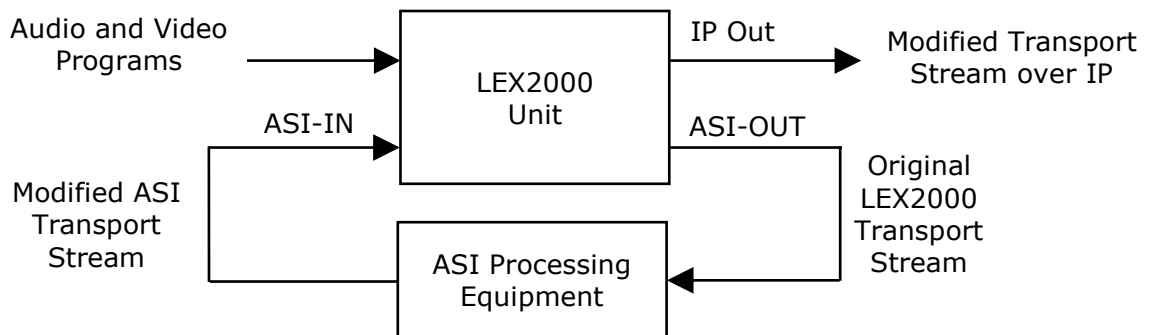 Audio and Video
Programs
IP Out
Modified Transport
Stream over IP
LEX2000
Unit
ASI-IN
ASI-OUT
Modified ASI
Transport
Stream
Original
LEX2000
Transport
Stream
ASI Processing
Equipment